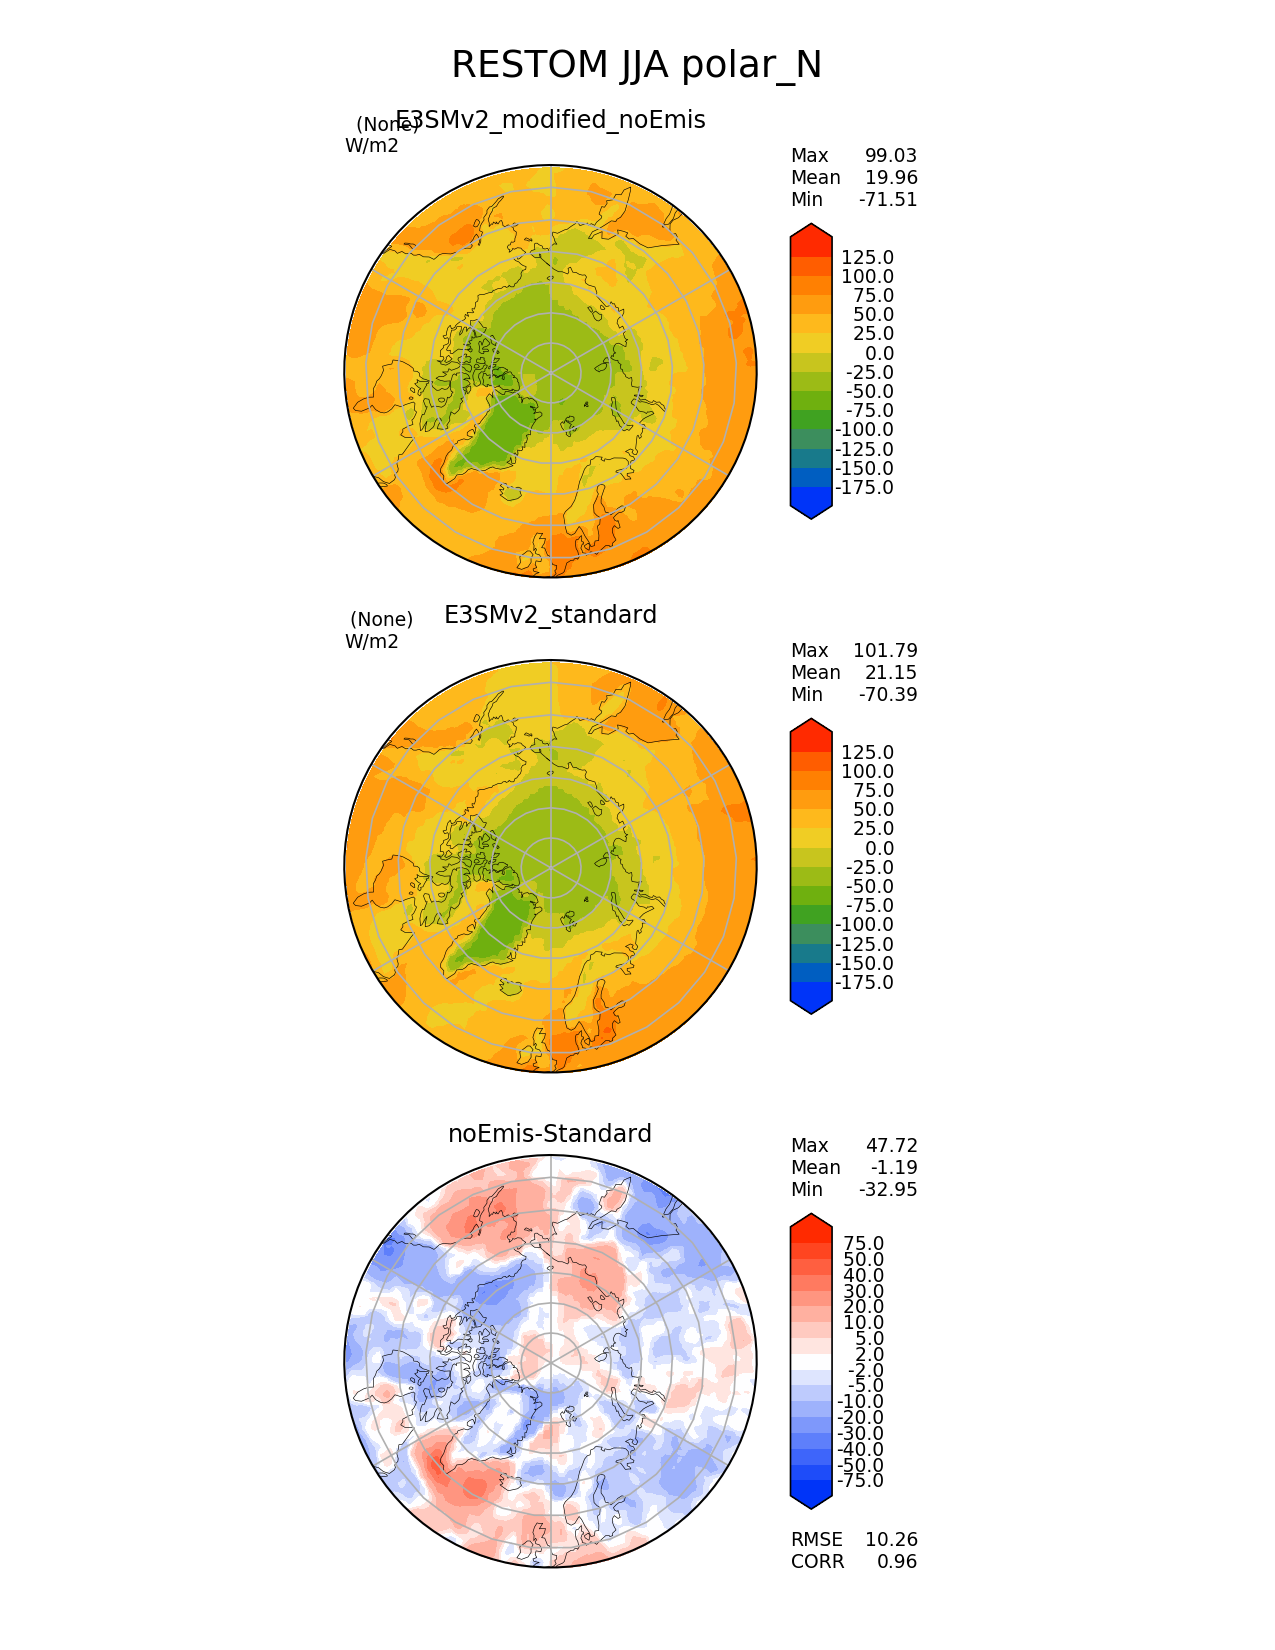 RESTOM JJA polar_N
(None)
E3SMv2_modified_noEmis
W/m2
Max 99.03
Mean 19.96
Min -71.51
125.0
100.0
75.0
50.0
25.0
0.0
-25.0
-50.0
-75.0
-100.0
-125.0
-150.0
-175.0
(None)
E3SMv2_standard
W/m2
Max 101.79
Mean 21.15
Min -70.39
125.0
100.0
75.0
50.0
25.0
0.0
-25.0
-50.0
-75.0
-100.0
-125.0
-150.0
-175.0
noEmis-Standard
Max 47.72
Mean -1.19
Min -32.95
75.0
50.0
40.0
30.0
20.0
10.0
5.0
2.0
-2.0
-5.0
-10.0
-20.0
-30.0
-40.0
-50.0
-75.0
RMSE 10.26
CORR 0.96